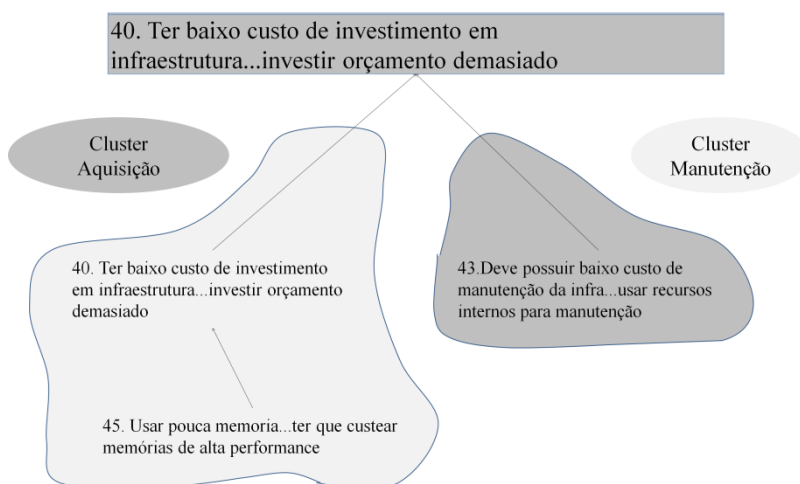 40. Ter baixo custo de investimento em
infraestrutura...investir orçamento demasiado
Cluster
Aquisição
Cluster
Manutenção
40. Ter baixo custo de investimento
em infraestrutura...investir orçamento
demasiado
43.Deve possuir baixo custo de
manutenção da infra...usar recursos
internos para manutenção
45. Usar pouca memoria...ter que custear
memórias de alta performance